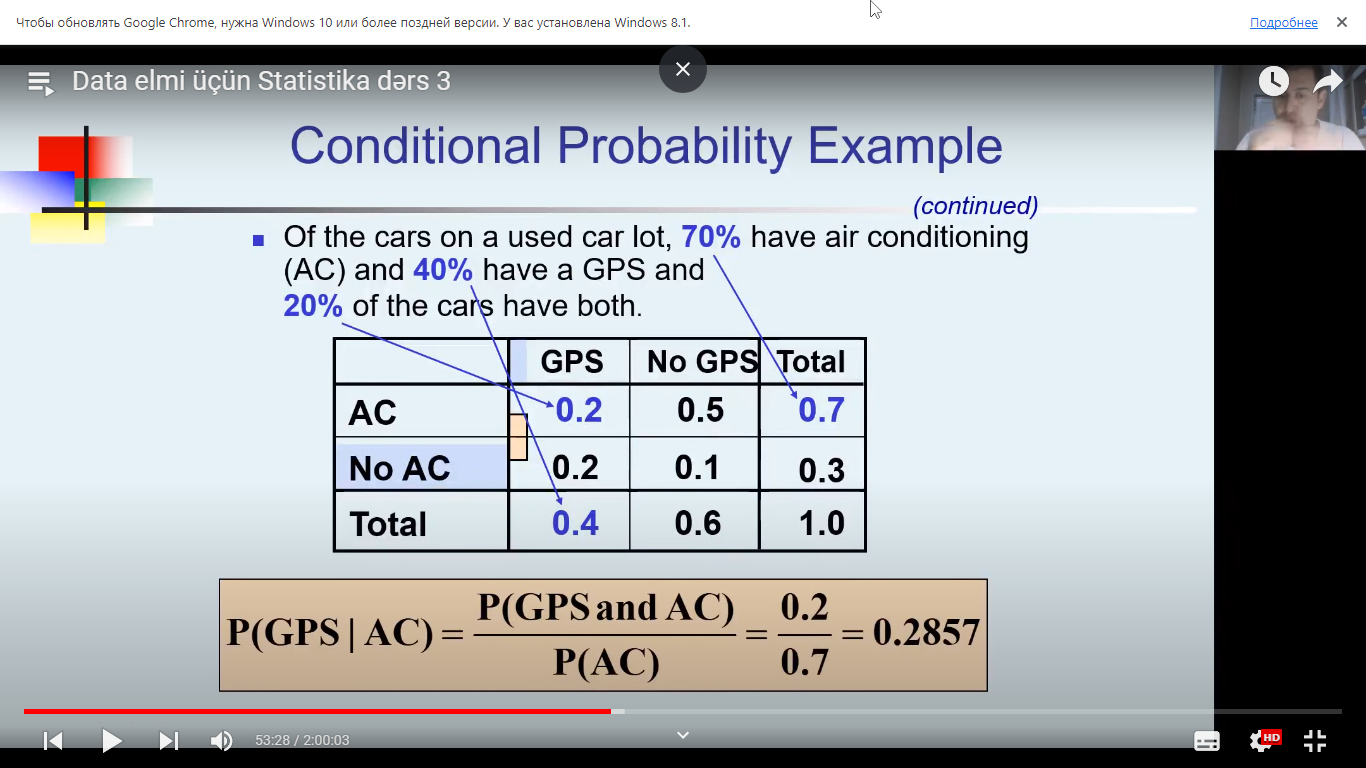 Чтобы обновлять Google Chrome, нужна Windows 10 или более поздней версии. У вас установлена Windows 8.1.
Подробнее
Data elmi üçün Statistika dərs 3
Conditional Probability Example
(continued)
Of the cars on a used car lot, 70% have air conditioning
(AC) and 40% have a GPS and
20% of the cars have both.
GPS No GPS Total
AC 0.2 0.5 0.7
No AC 0.2 0.1 0.3
Total 0.4 0.6 1.0
P(GPS | AC) = P(GPS and AC) / P(AC) = 0.2 / 0.7 = 0.2857
53:28 / 2:00:03
HD